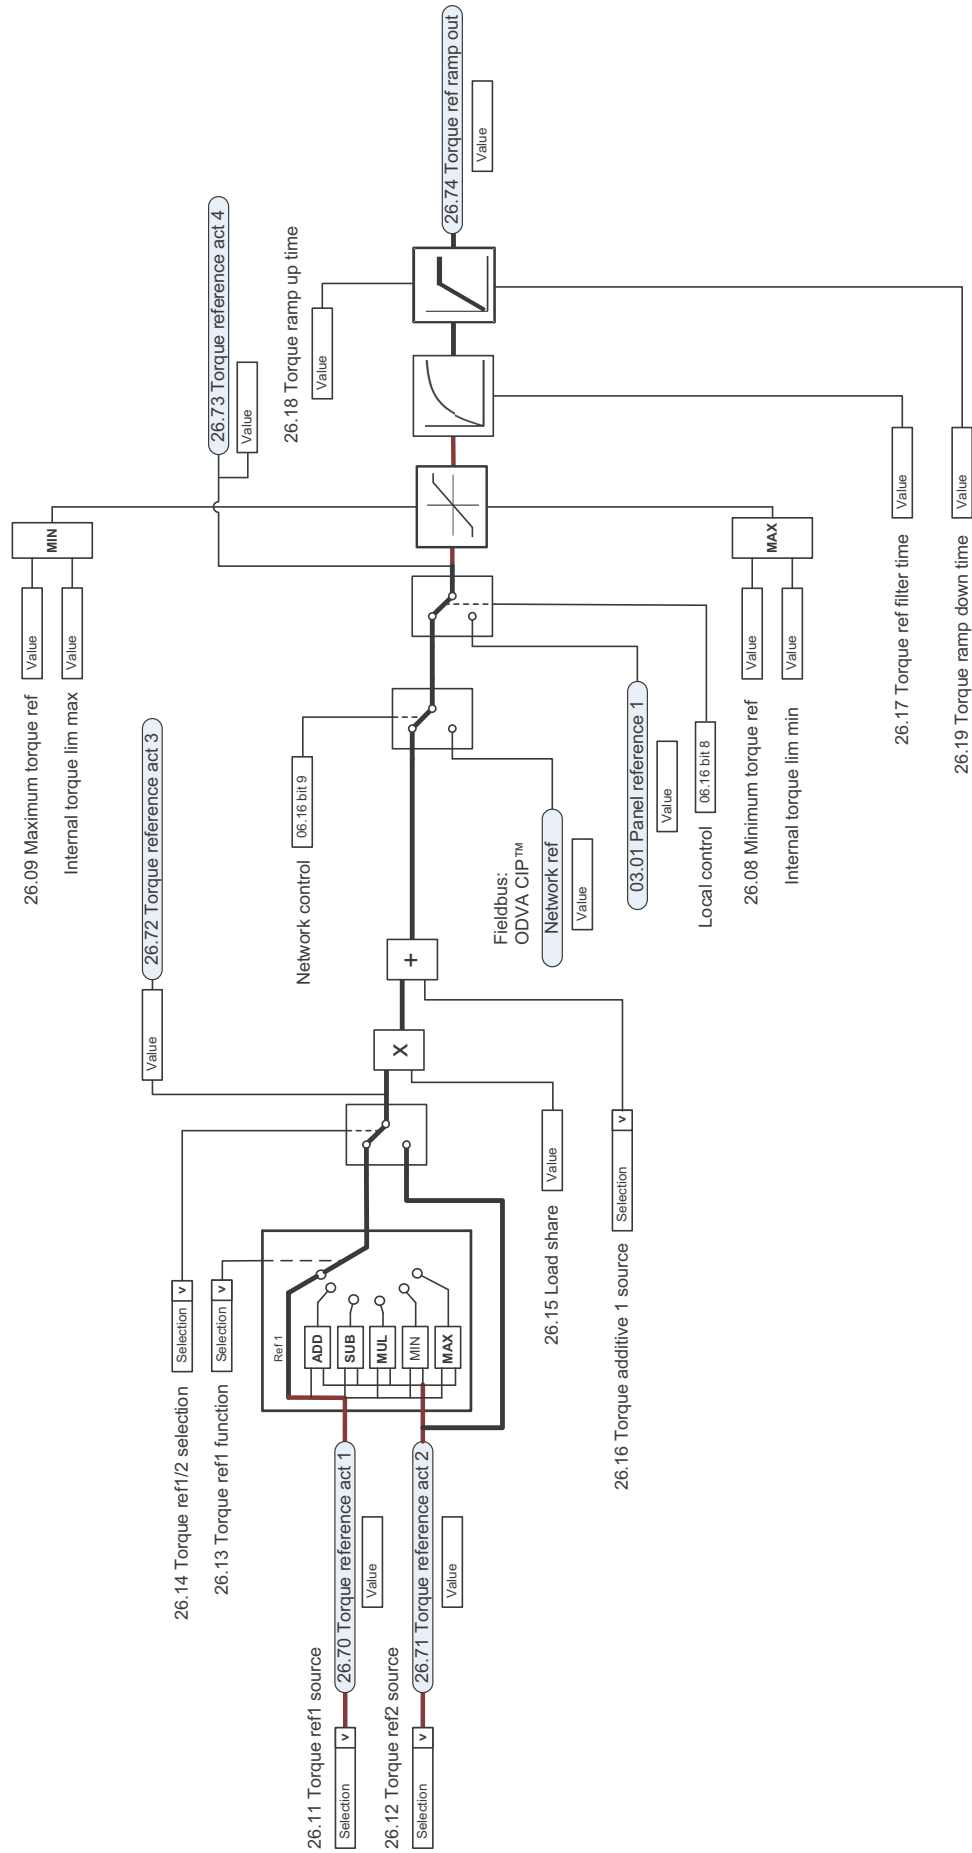 26.14 Torque ref1/2 selection
Selection
v
26.13 Torque ref1 function
Selection
v
26.11 Torque ref1 source
Selection
v
26.70 Torque reference act 1
Value
26.12 Torque ref2 source
Selection
v
26.71 Torque reference act 2
Value
Ref 1
ADD
SUB
MUL
MIN
MAX
26.72 Torque reference act 3
Value
X
26.15 Load share
Value
+
26.16 Torque additive 1 source
Selection
v
Network control
06.16 bit 9
Fieldbus:
ODVA CIP™
Network ref
Value
03.01 Panel reference 1
Value
Local control
06.16 bit 8
26.09 Maximum torque ref
Value
Internal torque lim max
Value
MIN
26.73 Torque reference act 4
Value
26.08 Minimum torque ref
Value
Internal torque lim min
Value
MAX
26.18 Torque ramp up time
Value
26.17 Torque ref filter time
Value
26.19 Torque ramp down time
Value
26.74 Torque ref ramp out
Value